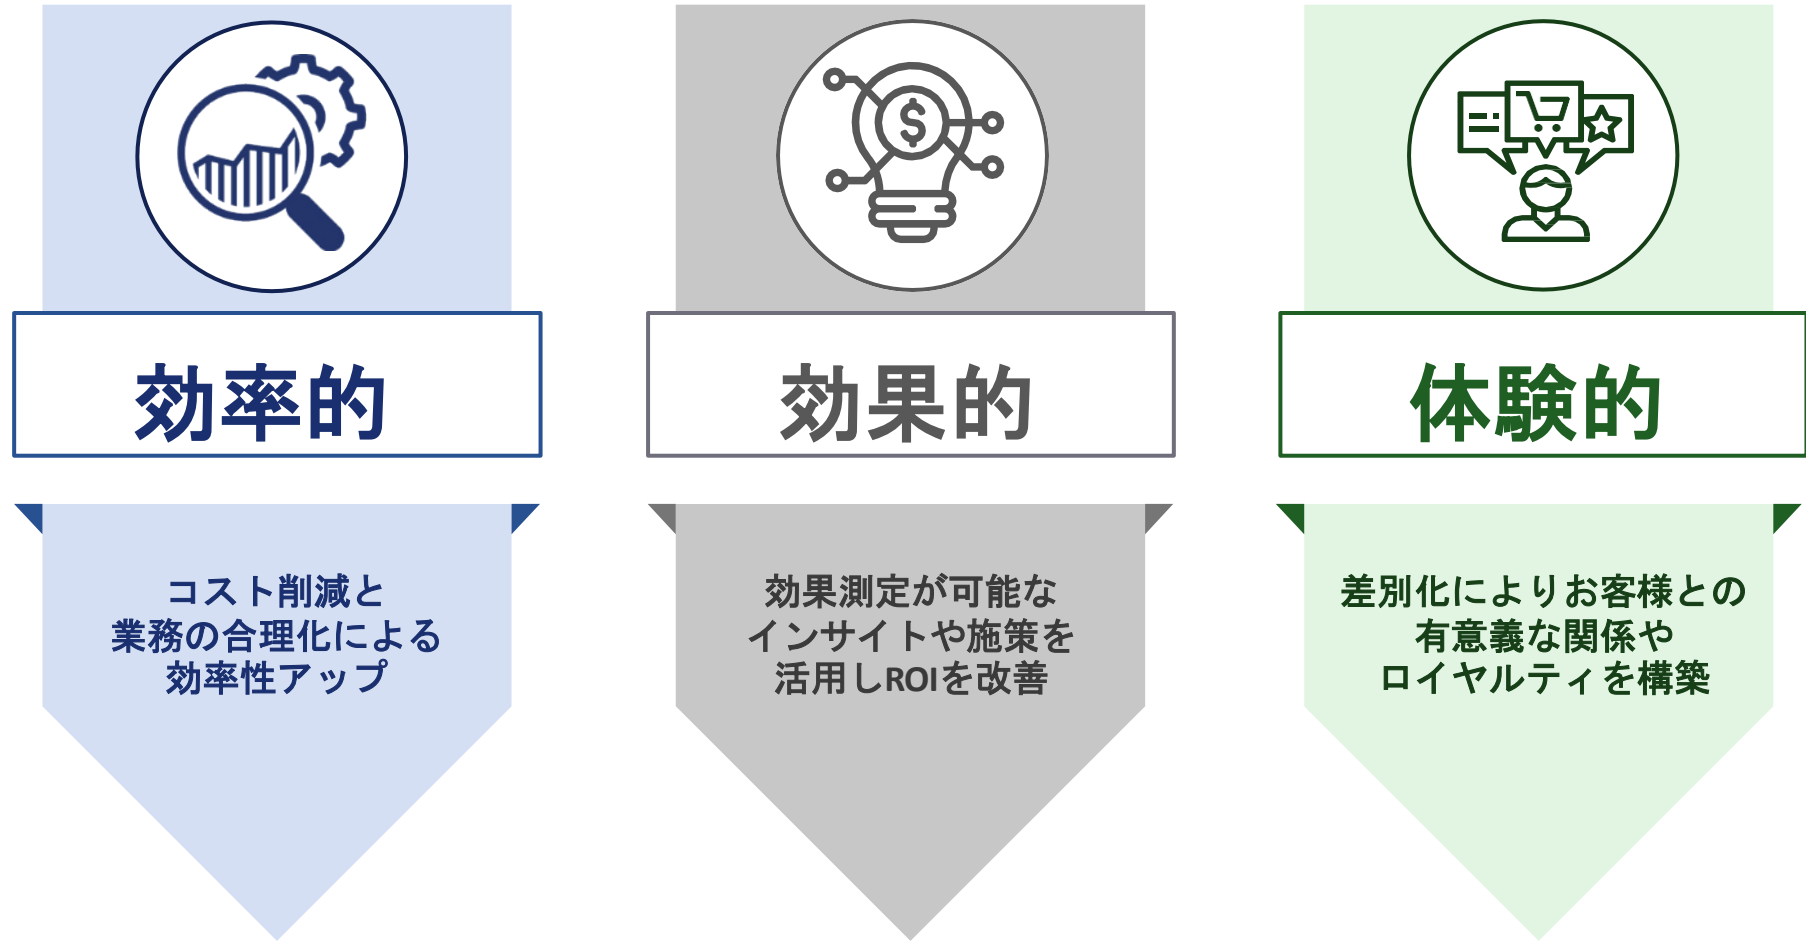 効率的
コスト削減と
業務の合理化による
効率性アップ
効果的
効果測定が可能な
インサイトや施策を
活用しROIを改善
体験的
差別化によりお客様との
有意義な関係や
ロイヤルティを構築